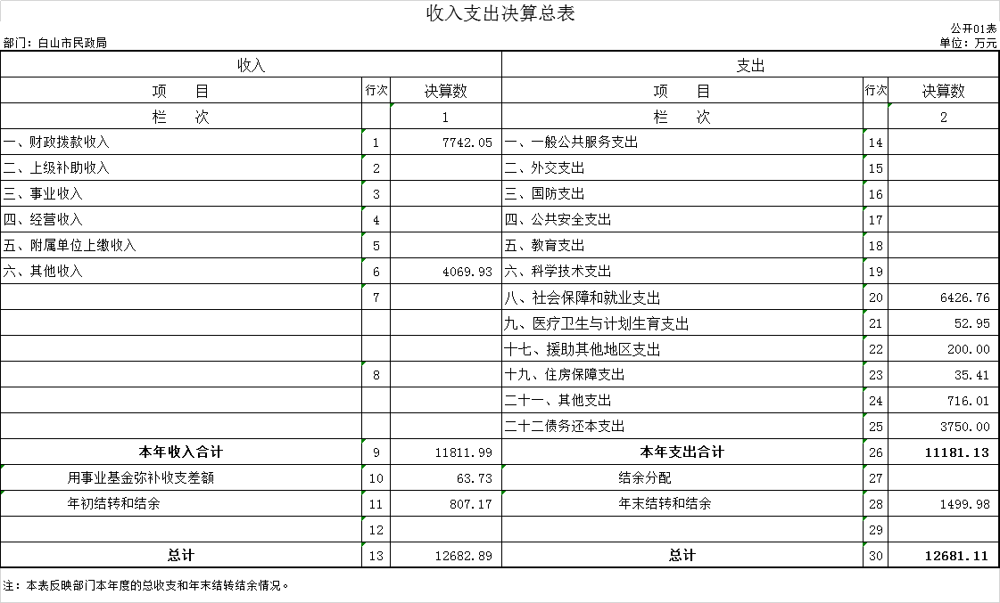 收入支出决算总表
公开01表
部门：白山市民政局 单位：万元
收入 支出
项 目 行次 决算数 项 目 行次 决算数
栏 次 1 栏 次 2
一、财政拨款收入 1 7742.05 一、一般公共服务支出 14
二、上级补助收入 2 二、外交支出 15
三、事业收入 3 三、国防支出 16
四、经营收入 4 四、公共安全支出 17
五、附属单位上缴收入 5 五、教育支出 18
六、其他收入 6 4069.93 六、科学技术支出 19
7 八、社会保障和就业支出 20 6426.76
九、医疗卫生与计划生育支出 21 52.95
十七、援助其他地区支出 22 200.00
8 十九、住房保障支出 23 35.41
二十一、其他支出 24 716.01
二十二债务还本支出 25 3750.00
本年收入合计 9 11811.99 本年支出合计 26 11181.13
用事业基金弥补收支差额 10 63.73 结余分配 27
年初结转和结余 11 807.17 年末结转和结余 28 1499.98
12 29
总计 13 12682.89 总计 30 12681.11
注：本表反映部门本年度的总收支和年末结转结余情况。